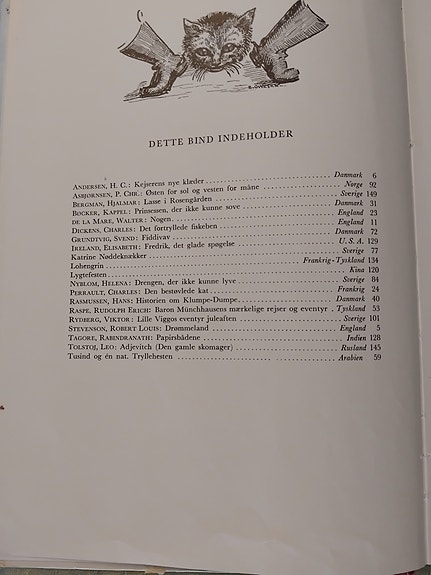 DETTE BIND INDEHOLDER
ANDERSEN, H. C.: Kejserens nye klæder Danmark 6
ASBJØRNSEN, P. CHR.: Østen for sol og vesten for måne Norge 92
BERGMAN, HJALMAR: Lasse i Rosengården Sverige 149
BÖCKER, KAPPEL: Prinsessen, der ikke kunne sove Danmark 31
DE LA MARE, WALTER: Nogen England 23
DICKENS, CHARLES: Det fortryllede fiskeben England 11
GRUNDTVIG, SVEND: Fiddivav Danmark 72
IRELAND, ELISABETH: Fredrik, det glade spøgelse U.S.A. 129
Katrine Nøddeknækker Sverige 77
Lohengrin Frankrig-Tyskland 134
Lygtefesten Kina 120
NYBLOM, HELENA: Drengen, der ikke kunne lyve Sverige 84
PERRAULT, CHARLES: Den bestøvlede kat Frankrig 24
RASMUSSEN, HANS: Historien om Klumpe-Dumpe Danmark 40
RASPE, RUDOLPH ERICH: Baron Münchhausens mærkelige rejser og eventyr . Tyskland 53
RYDBERG, VIKTOR: Lille Viggos eventyr juleaften Sverige 101
STEVENSON, ROBERT LOUIS: Drømmeland England 5
TAGORE, RABINDRANATH: Papirsbådene Indien 128
TOLSTOJ, LEO: Adjevitch (Den gamle skomager) Rusland 145
Tusind og én nat. Tryllehesten Arabien 59